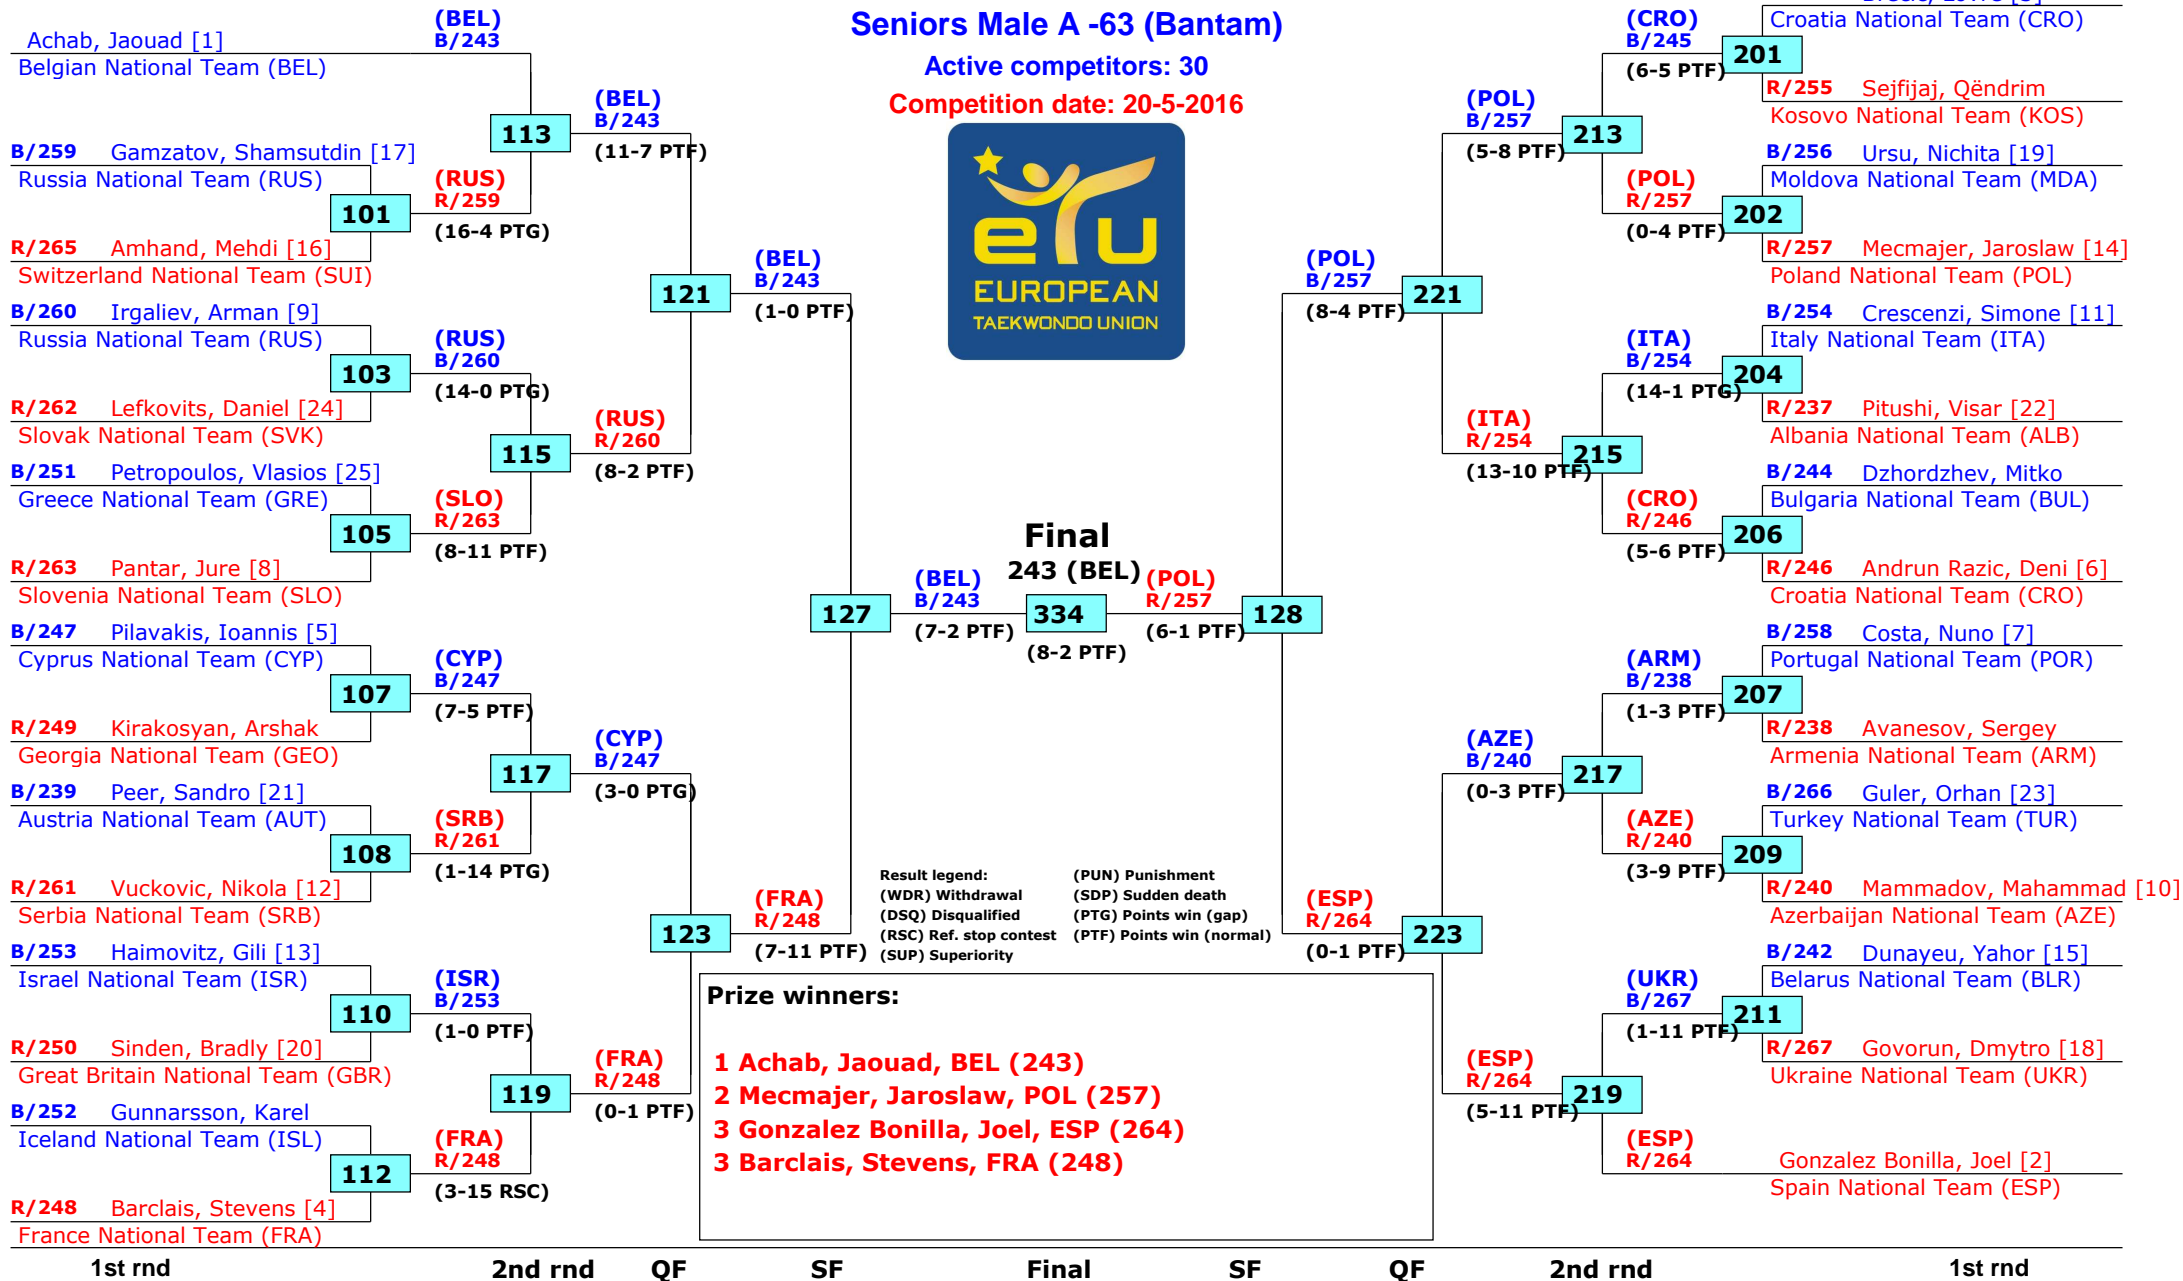 Seniors Male A -63 (Bantam)
Active competitors: 30
Competition date: 20-5-2016
eTU
EUROPEAN
TAEKWONDO UNION
Achab, Jaouad [1]
Belgian National Team (BEL)
B/259 Gamzatov, Shamsutdin [17]
Russia National Team (RUS)
101
R/265 Amhand, Mehdi [16]
Switzerland National Team (SUI)
B/260 Irgaliev, Arman [9]
Russia National Team (RUS)
103
R/262 Lefkovits, Daniel [24]
Slovak National Team (SVK)
B/251 Petropoulos, Vlasios [25]
Greece National Team (GRE)
105
R/263 Pantar, Jure [8]
Slovenia National Team (SLO)
B/247 Pilavakis, Ioannis [5]
Cyprus National Team (CYP)
107
R/249 Kirakosyan, Arshak
Georgia National Team (GEO)
B/239 Peer, Sandro [21]
Austria National Team (AUT)
108
R/261 Vuckovic, Nikola [12]
Serbia National Team (SRB)
B/253 Haimovitz, Gili [13]
Israel National Team (ISR)
110
R/250 Sinden, Bradly [20]
Great Britain National Team (GBR)
B/252 Gunnarsson, Karel
Iceland National Team (ISL)
112
R/248 Barclais, Stevens [4]
France National Team (FRA)
(BEL)
B/243
113
(RUS)
R/259
(16-4 PTG)
(RUS)
B/260
(14-0 PTG)
115
(SLO)
R/263
(8-11 PTF)
(CYP)
B/247
(7-5 PTF)
117
(SRB)
R/261
(1-14 PTG)
(ISR)
B/253
(1-0 PTF)
119
(FRA)
R/248
(3-15 RSC)
(BEL)
B/243
(11-7 PTF)
121
(RUS)
R/260
(8-2 PTF)
(CYP)
B/247
(3-0 PTG)
123
(FRA)
R/248
(0-1 PTF)
(BEL)
B/243
(1-0 PTF)
127
(FRA)
R/248
(7-11 PTF)
(BEL)
B/243
(7-2 PTF)
Final
243 (BEL)
334
(8-2 PTF)
(POL)
R/257
(6-1 PTF)
128
(POL)
B/257
(8-4 PTF)
221
(ESP)
R/264
(0-1 PTF)
223
(POL)
B/257
(5-8 PTF)
213
(ITA)
R/254
(13-10 PTF)
215
(AZE)
B/240
(0-3 PTF)
217
(ESP)
R/264
(5-11 PTF)
219
(CRO)
B/245
(6-5 PTF)
(POL)
R/257
(0-4 PTF)
(ITA)
B/254
(14-1 PTG)
(CRO)
R/246
(5-6 PTF)
(ARM)
B/238
(1-3 PTF)
(AZE)
R/240
(3-9 PTF)
(UKR)
B/267
(1-11 PTF)
(ESP)
R/264
Croatia National Team (CRO)
201
R/255 Sejfijaj, Qëndrim
Kosovo National Team (KOS)
B/256 Ursu, Nichita [19]
Moldova National Team (MDA)
202
R/257 Mecmajer, Jaroslaw [14]
Poland National Team (POL)
B/254 Crescenzi, Simone [11]
Italy National Team (ITA)
204
R/237 Pitushi, Visar [22]
Albania National Team (ALB)
B/244 Dzhordzhev, Mitko
Bulgaria National Team (BUL)
206
R/246 Andrun Razic, Deni [6]
Croatia National Team (CRO)
B/258 Costa, Nuno [7]
Portugal National Team (POR)
207
R/238 Avanesov, Sergey
Armenia National Team (ARM)
B/266 Guler, Orhan [23]
Turkey National Team (TUR)
209
R/240 Mammadov, Mahammad [10]
Azerbaijan National Team (AZE)
B/242 Dunayeu, Yahor [15]
Belarus National Team (BLR)
211
R/267 Govorun, Dmytro [18]
Ukraine National Team (UKR)
Gonzalez Bonilla, Joel [2]
Spain National Team (ESP)
Result legend:
(WDR) Withdrawal
(DSQ) Disqualified
(RSC) Ref. stop contest
(SUP) Superiority
(PUN) Punishment
(SDP) Sudden death
(PTG) Points win (gap)
(PTF) Points win (normal)
Prize winners:
1 Achab, Jaouad, BEL (243)
2 Mecmajer, Jaroslaw, POL (257)
3 Gonzalez Bonilla, Joel, ESP (264)
3 Barclais, Stevens, FRA (248)
1st rnd 2nd rnd QF SF Final SF QF 2nd rnd 1st rnd